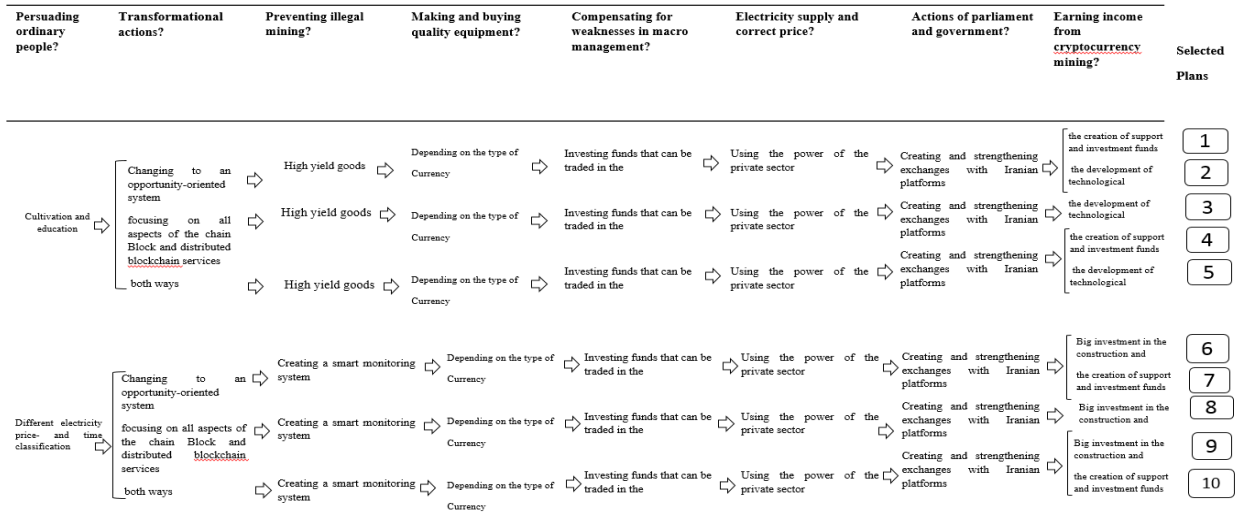 Persuading ordinary people?
Transformational actions?
Preventing illegal mining?
Making and buying quality equipment?
Compensating for weaknesses in macro management?
Electricity supply and correct price?
Actions of parliament and government?
Earning income from cryptocurrency mining?
Selected Plans
Cultivation and
education
Changing to an
opportunity-oriented
system
High yield goods
Depending on the type of
Currency
Investing funds that can be
traded in the
Using the power of the
private sector
Creating and strengthening
exchanges with Iranian
platforms
the creation of support
and investment funds
1
the development of
technological
2
focusing on all
aspects of the chain
Block and distributed
blockchain services
High yield goods
Depending on the type of
Currency
Investing funds that can be
traded in the
Using the power of the
private sector
Creating and strengthening
exchanges with Iranian
platforms
the development of
technological
3
both ways
High yield goods
Depending on the type of
Currency
Investing funds that can be
traded in the
Using the power of the
private sector
Creating and strengthening
exchanges with Iranian
platforms
the creation of support
and investment funds
4
the development of
technological
5
Different electricity
price- and time
classification
Changing to an
opportunity-oriented
system
Creating a smart monitoring
system
Depending on the type of
Currency
Investing funds that can be
traded in the
Using the power of the
private sector
Creating and strengthening
exchanges with Iranian
platforms
Big investment in the
construction and
6
the creation of support
and investment funds
7
focusing on all aspects of
the chain Block and
distributed blockchain
services
Creating a smart monitoring
system
Depending on the type of
Currency
Investing funds that can be
traded in the
Using the power of the
private sector
Creating and strengthening
exchanges with Iranian
platforms
Big investment in the
construction and
8
both ways
Creating a smart monitoring
system
Depending on the type of
Currency
Investing funds that can be
traded in the
Using the power of the
private sector
Creating and strengthening
exchanges with Iranian
platforms
Big investment in the
construction and
9
the creation of support
and investment funds
10